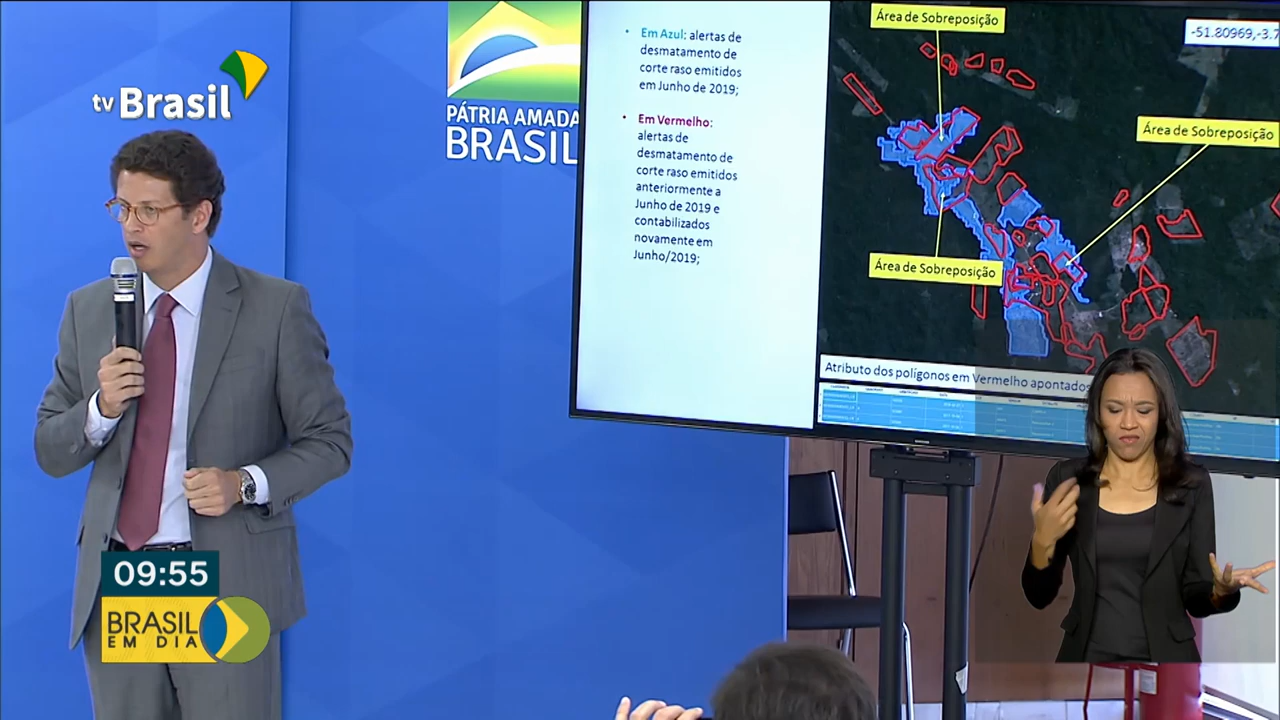 tv Brasil
PÁTRIA AMADA
BRASIL
• Em Azul: alertas de
desmatamento de
corte raso emitidos
em Junho de 2019;
• Em Vermelho:
alertas de
desmatamento de
corte raso emitidos
anteriormente a
Junho de 2019 e
contabilizados
novamente em
Junho/2019;
Área de Sobreposição
-51.80969,-3.7
Área de Sobreposição
Área de Sobreposição
Atributo dos polígonos em Vermelho apontados
09:55
BRASIL
EM DIA